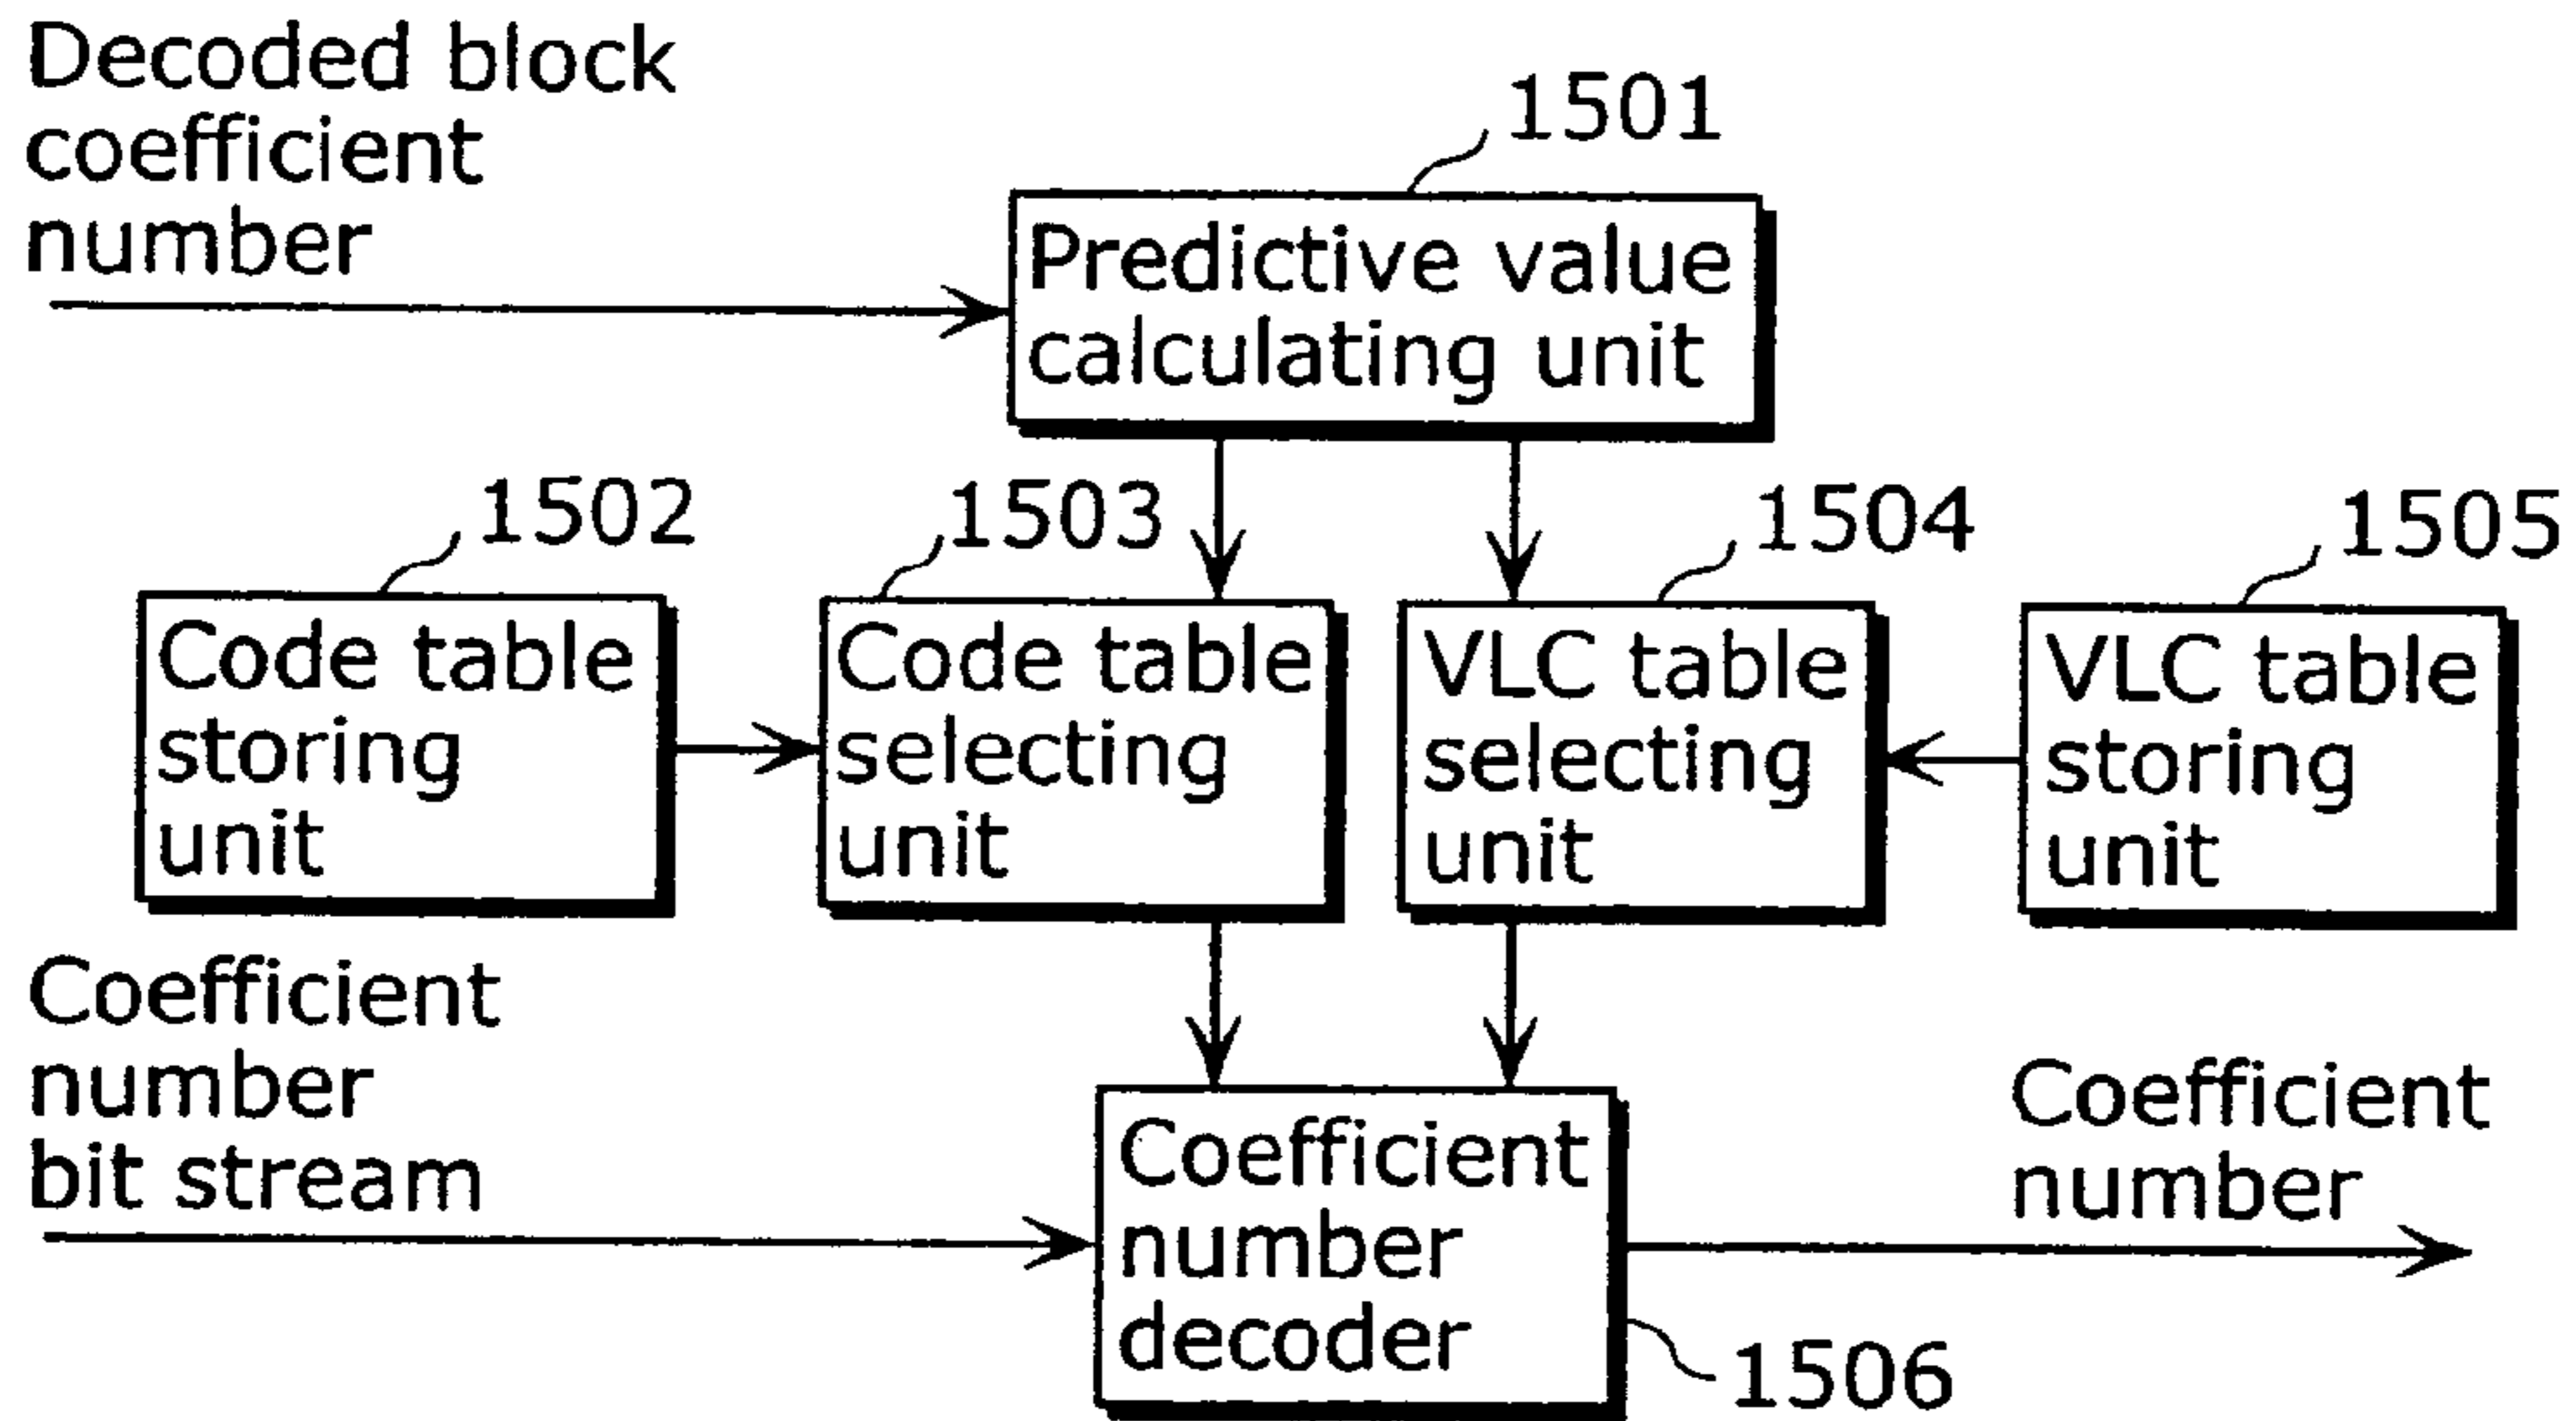 Decoded block
coefficient
number
1501
Predictive value
calculating unit
1502
1503
1504
1505
Code table
storing
unit
Code table
selecting
unit
VLC table
selecting
unit
VLC table
storing
unit
Coefficient
number
bit stream
Coefficient
number
decoder
Coefficient
number
1506